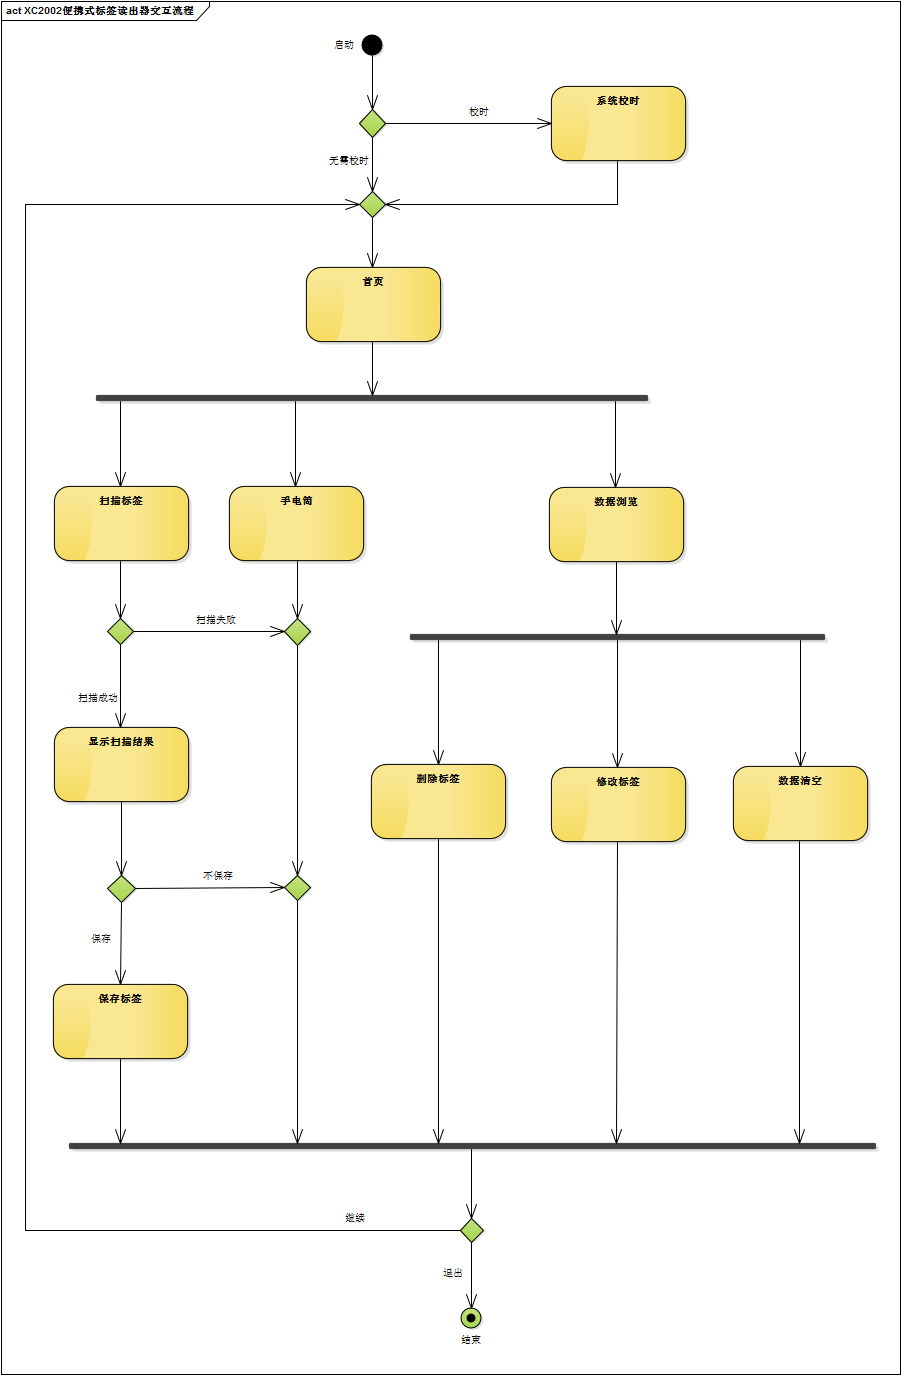 act XC2002便携式标签读出器交互流程
启动
校时
系统校时
无需校时
首页
扫描标签
手电筒
数据浏览
扫描失败
扫描成功
显示扫描结果
删除标签
修改标签
数据清空
不保存
保存
保存标签
继续
退出
结束